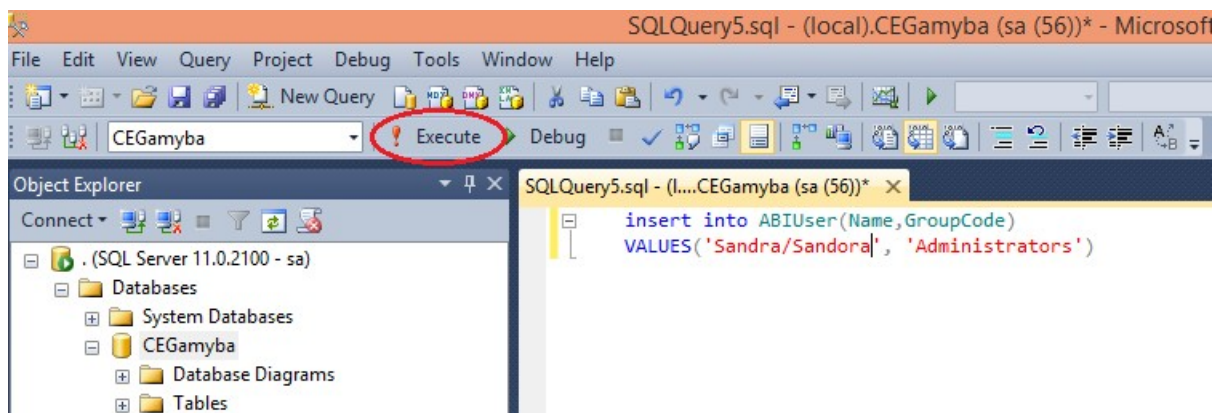 SQLQuery5.sql - (local).CEGamyba (sa (56))* - Microsoft
File Edit View Query Project Debug Tools Window Help
New Query
CEGamyba Execute Debug
Object Explorer
SQLQuery5.sql - (l....CEGamyba (sa (56))*
Connect
insert into ABIUser(Name,GroupCode)
VALUES('Sandra/Sandora', 'Administrators')
. (SQL Server 11.0.2100 - sa)
Databases
System Databases
CEGamyba
Database Diagrams
Tables